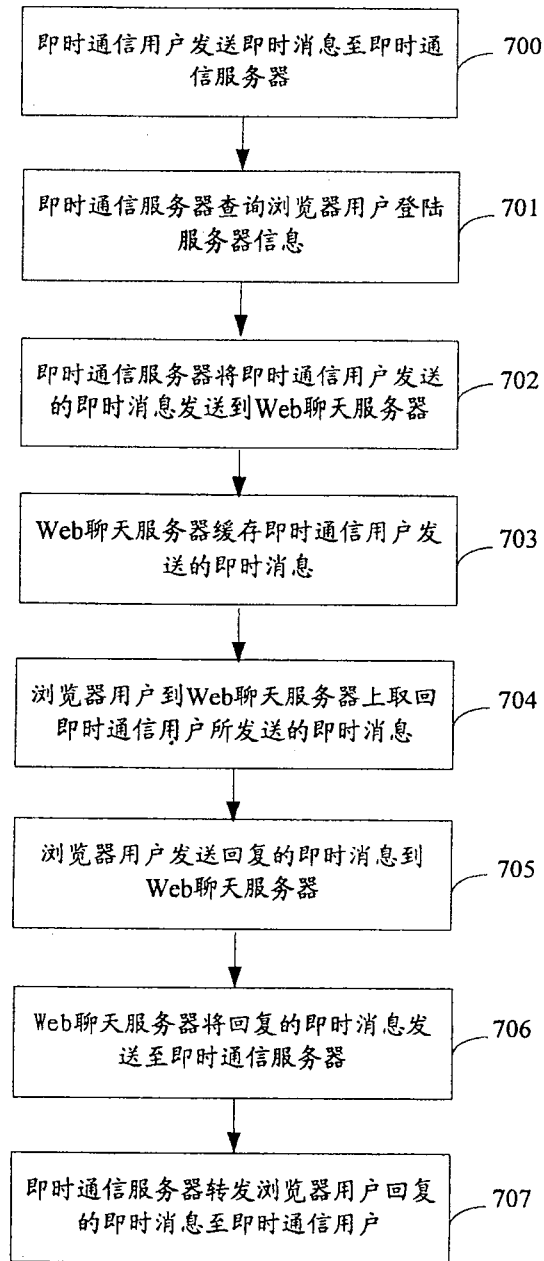 即时通信用户发送即时消息至即时通
信服务器
700
即时通信服务器查询浏览器用户登陆
服务器信息
701
即时通信服务器将即时通信用户发送
的即时消息发送到Web聊天服务器
702
Web聊天服务器缓存即时通信用户发
送的即时消息
703
浏览器用户到Web聊天服务器上取回
即时通信用户所发送的即时消息
704
浏览器用户发送回复的即时消息到
Web聊天服务器
705
Web聊天服务器将回复的即时消息发
送至即时通信服务器
706
即时通信服务器转发浏览器用户回复
的即时消息至即时通信用户
707